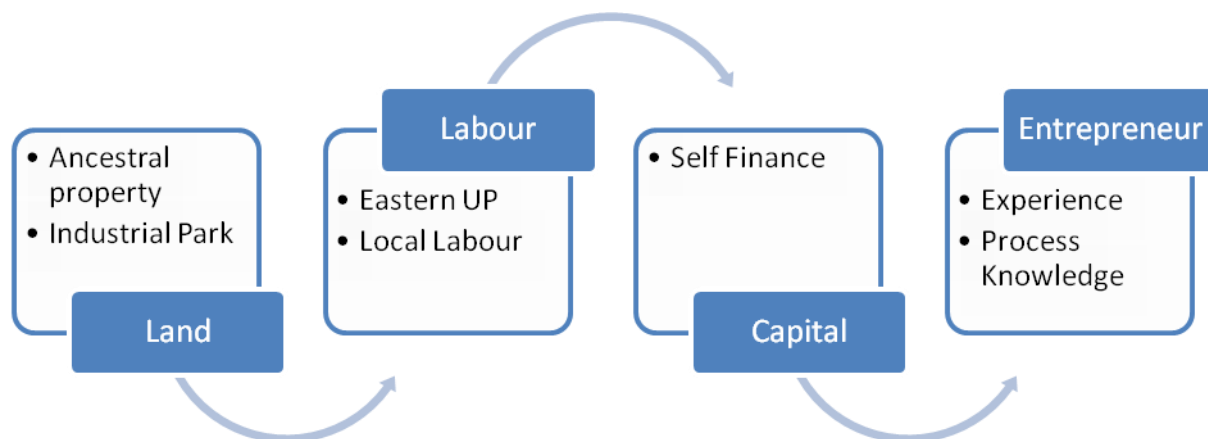 • Ancestral
property
• Industrial Park
Land
Labour
• Eastern UP
• Local Labour
• Self Finance
Capital
Entrepreneur
• Experience
• Process
Knowledge